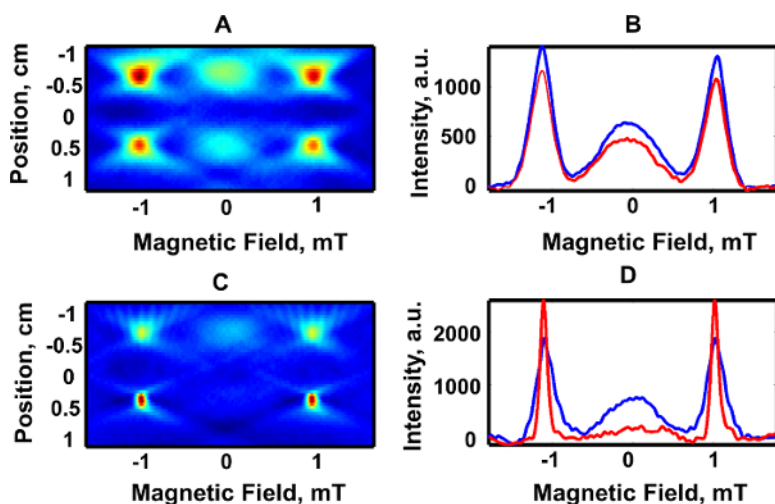 A
Position, cm
-1
-0.5
0
0.5
1
-1 0 1
Magnetic Field, mT
B
Intensity, a.u.
1000
500
0
-1 0 1
Magnetic Field, mT
C
Position, cm
-1
-0.5
0
0.5
1
-1 0 1
Magnetic Field, mT
D
Intensity, a.u.
2000
1000
0
-1 0 1
Magnetic Field, mT